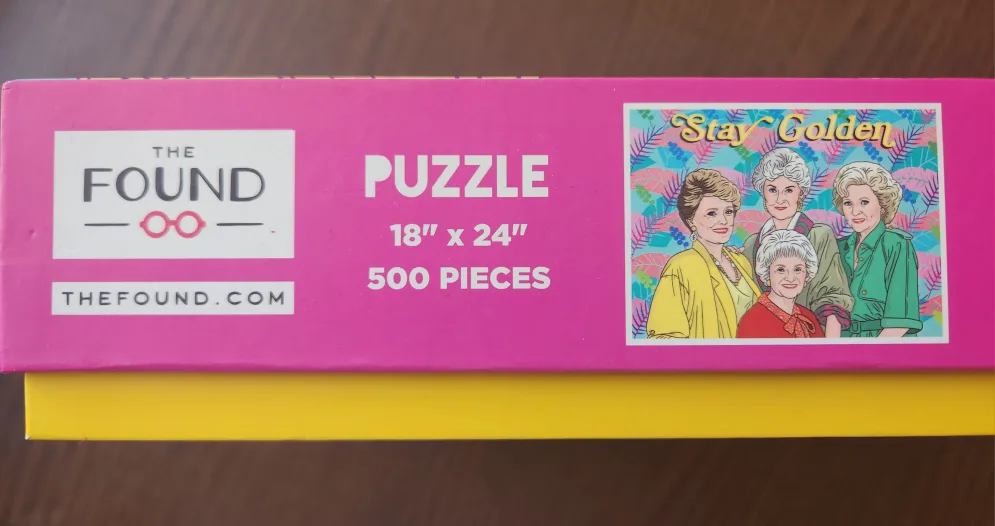 THE
FOUND
THEFOUND.COM
PUZZLE
18" x 24"
500 PIECES
Stay Golden